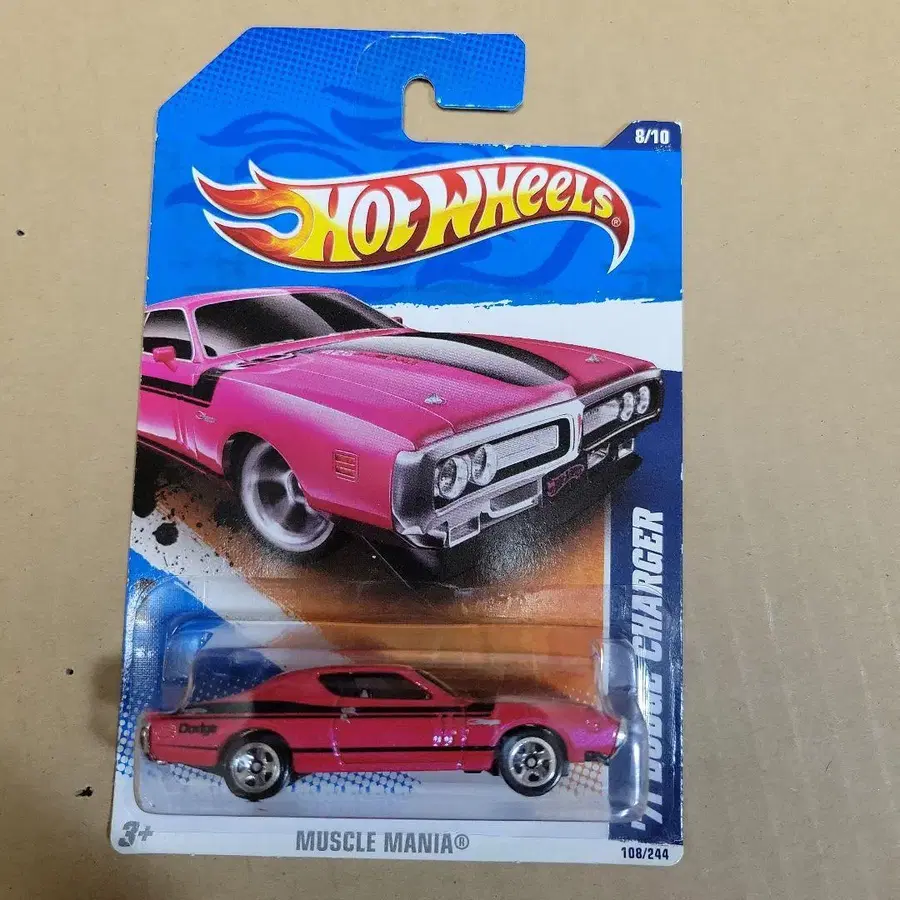 8/10
HOT WHEELS®
'71 DODGE CHARGER
Dodge
3+
MUSCLE MANIA®
108/244